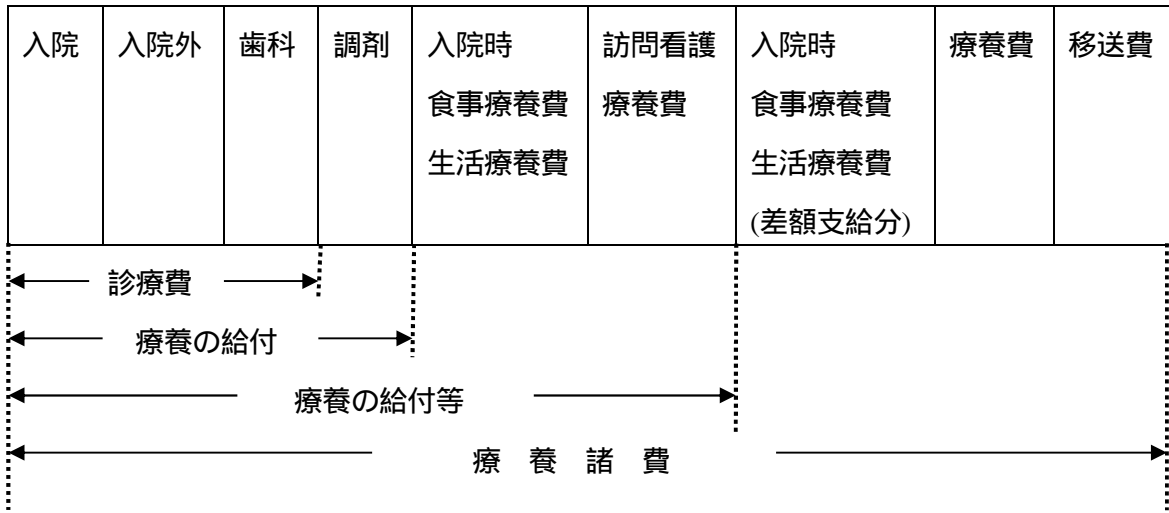 入院
入院外
歯科
調剤
入院時
食事療養費
生活療養費
訪問看護
療養費
入院時
食事療養費
生活療養費
(差額支給分)
療養費
移送費
診療費
療養の給付
療養の給付等
療 養 諸 費